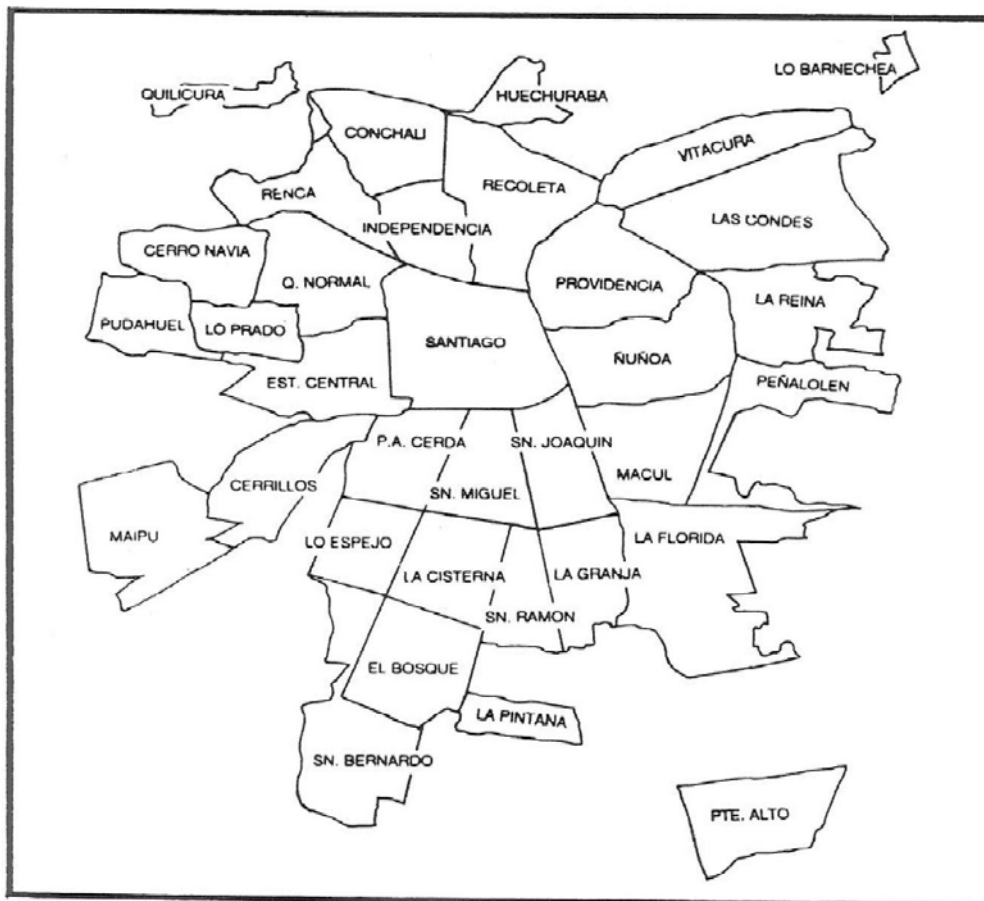 LO BARNECHEA
QUILICURA
HUECHURABA
CONCHALI
VITACURA
RENCA
RECOLETA
INDEPENDENCIA
LAS CONDES
CERRO NAVIA
Q. NORMAL
PROVIDENCIA
LA REINA
PUDAHUEL
LO PRADO
SANTIAGO
ÑUÑOA
EST. CENTRAL
PEÑALOLEN
P.A. CERDA
SN. JOAQUIN
CERRILLOS
SN. MIGUEL
MACUL
MAIPU
LO ESPEJO
LA FLORIDA
LA CISTERNA
LA GRANJA
SN. RAMON
EL BOSQUE
LA PINTANA
SN. BERNARDO
PTE. ALTO